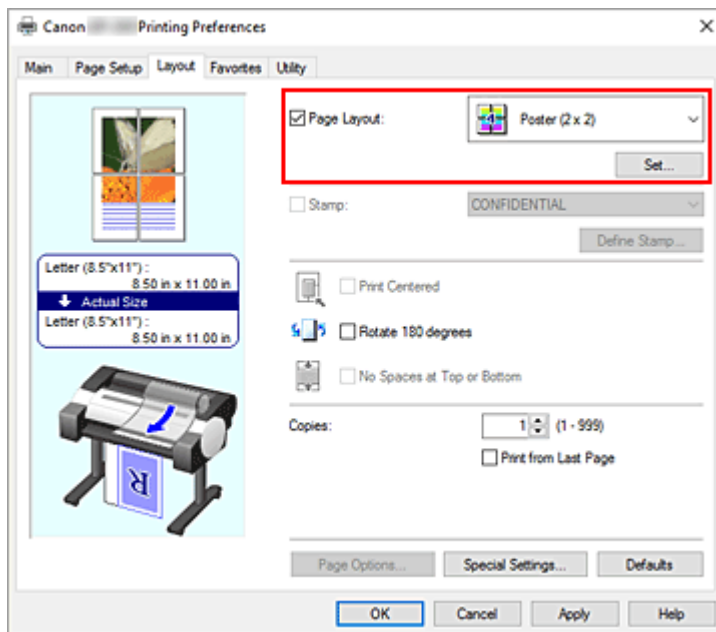 Canon Printing Preferences
Main Page Setup Layout Favorites Utility
Page Layout:
4
Poster (2 x 2)
Set...
Stamp:
CONFIDENTIAL
Define Stamp...
Letter (8.5"x11") :
8.50 in x 11.00 in
Actual Size
Letter (8.5"x11") :
8.50 in x 11.00 in
Print Centered
Rotate 180 degrees
No Spaces at Top or Bottom
Copies:
1 (1 - 999)
Print from Last Page
R
Page Options... Special Settings... Defaults
OK Cancel Apply Help